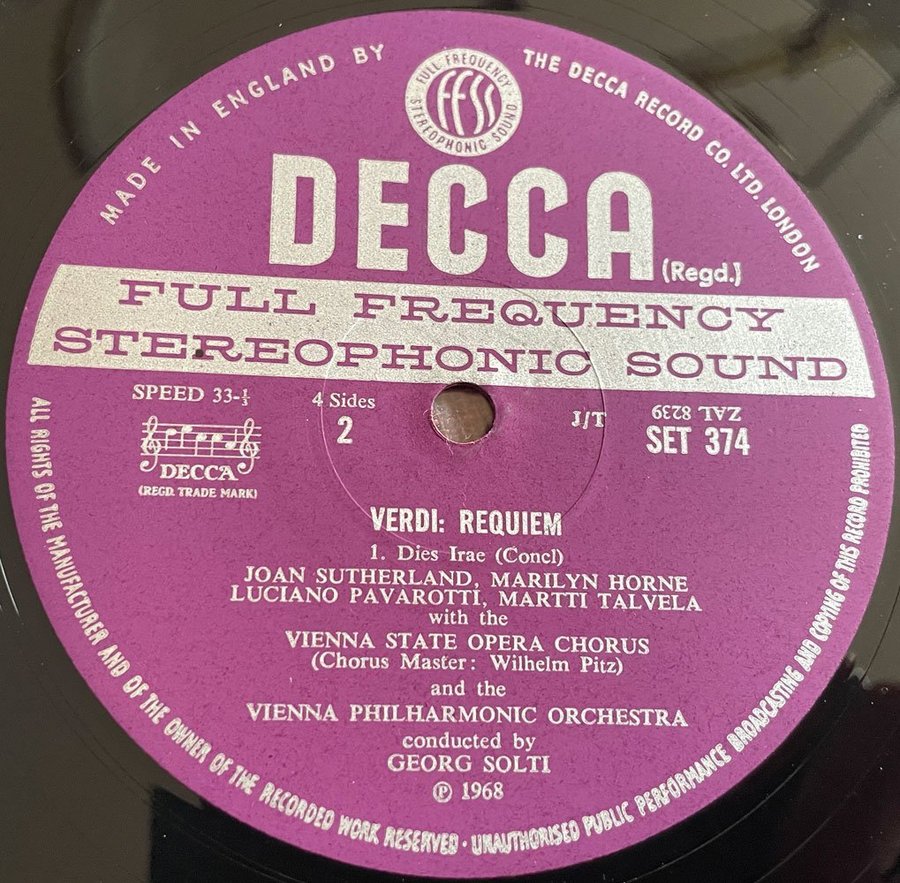 MADE IN ENGLAND BY
THE DECCA RECORD CO. LTD. LONDON
FULL FREQUENCY
FFSS
STEREOPHONIC SOUND
DECCA (Regd.)
FULL FREQUENCY
STEREOPHONIC SOUND
SPEED 33-⅓
4 Sides
2
J/T
ZAL 8239
SET 374
DECCA
(REGD. TRADE MARK)
VERDI: REQUIEM
1. Dies Irae (Concl)
JOAN SUTHERLAND, MARILYN HORNE
LUCIANO PAVAROTTI, MARTTI TALVELA
with the
VIENNA STATE OPERA CHORUS
(Chorus Master: Wilhelm Pitz)
and the
VIENNA PHILHARMONIC ORCHESTRA
conducted by
GEORG SOLTI
℗ 1968
ALL RIGHTS OF THE MANUFACTURER AND OF THE OWNER OF THE RECORDED WORK RESERVED · UNAUTHORISED PUBLIC PERFORMANCE BROADCASTING AND COPYING OF THIS RECORD PROHIBITED